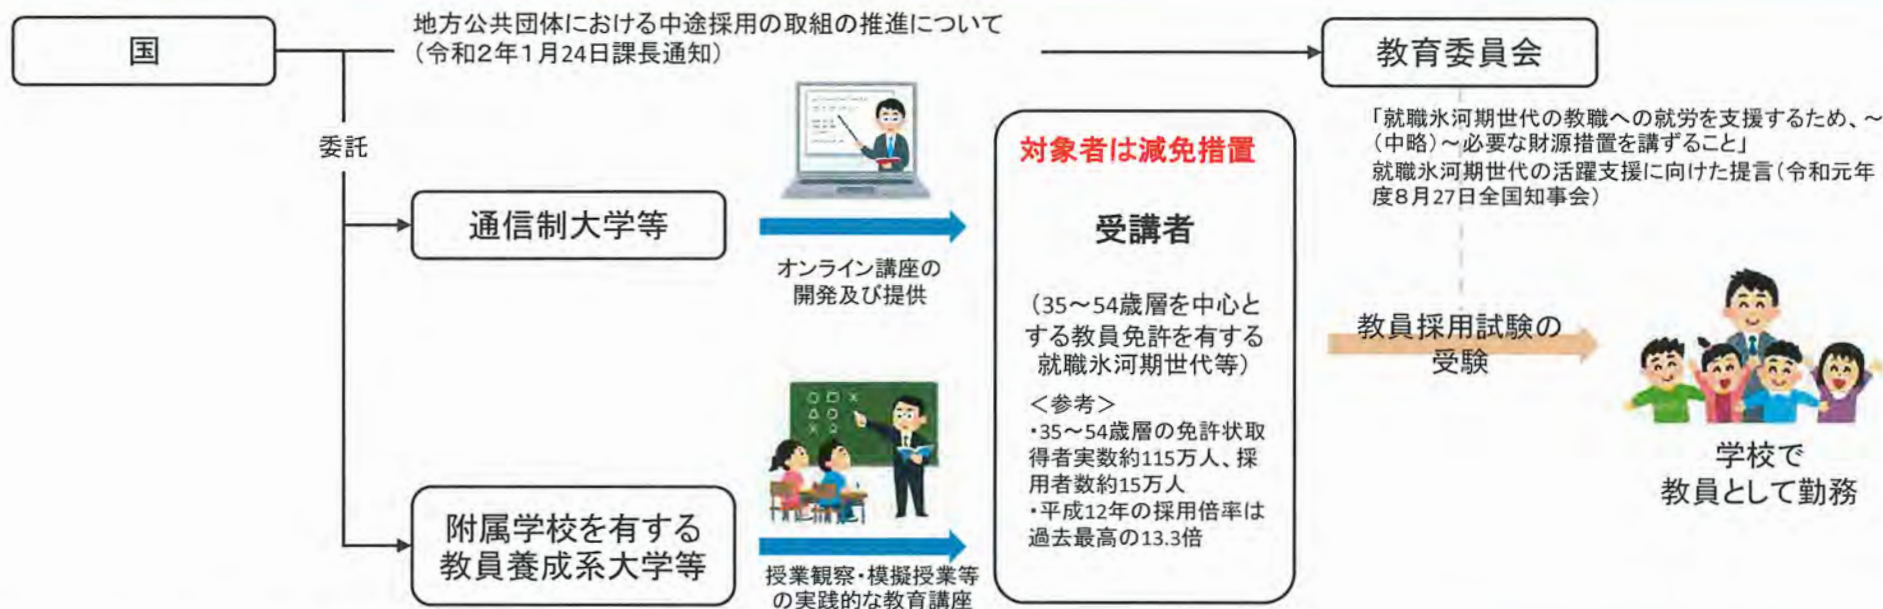 国
地方公共団体における中途採用の取組の推進について
（令和２年１月24日課長通知）
教育委員会
「就職氷河期世代の教職への就労を支援するため、～
（中略）～必要な財源措置を講ずること」
就職氷河期世代の活躍支援に向けた提言（令和元年
度８月27日全国知事会）
委託
通信制大学等
オンライン講座の
開発及び提供
附属学校を有する
教員養成系大学等
授業観察・模擬授業等
の実践的な教育講座
対象者は減免措置
受講者
（35～54歳層を中心と
する教員免許を有する
就職氷河期世代等）
＜参考＞
・35～54歳層の免許状取
得者実数約115万人、採
用者数約15万人
・平成12年の採用倍率は
過去最高の13.3倍
教員採用試験の
受験
学校で
教員として勤務